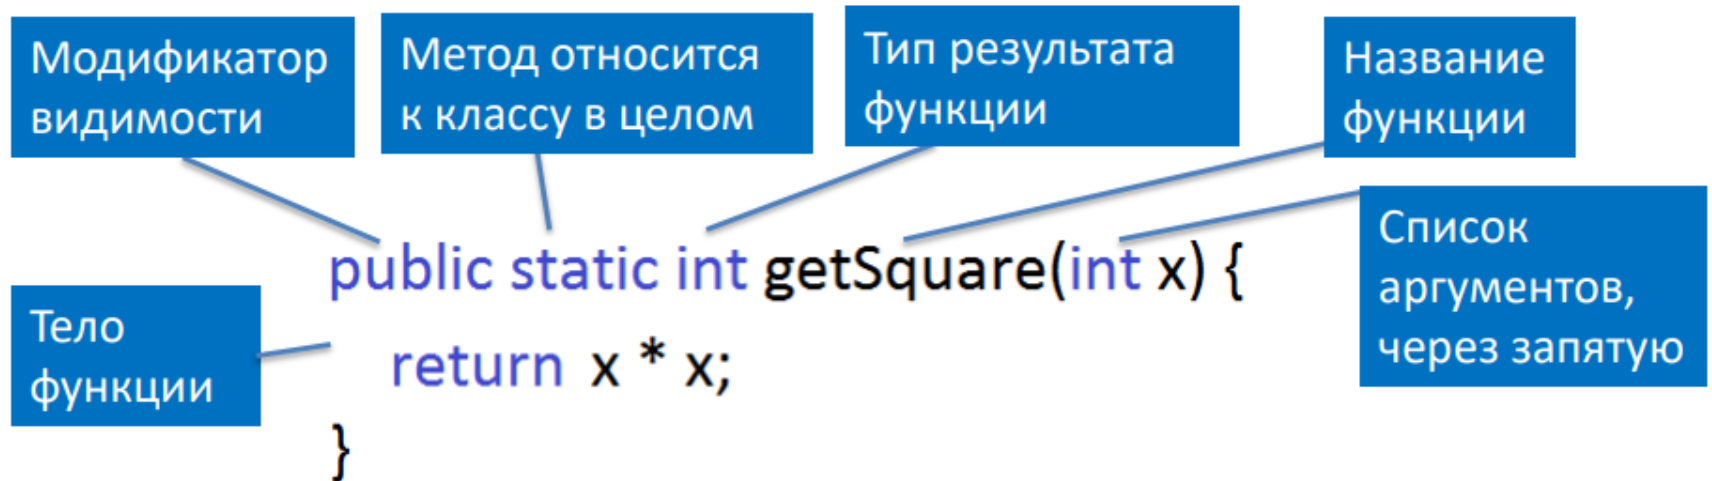 Модификатор
видимости
Метод относится
к классу в целом
Тип результата
функции
Название
функции
Список
аргументов,
через запятую
Тело
функции
public static int getSquare(int x) {
return x * x;
}